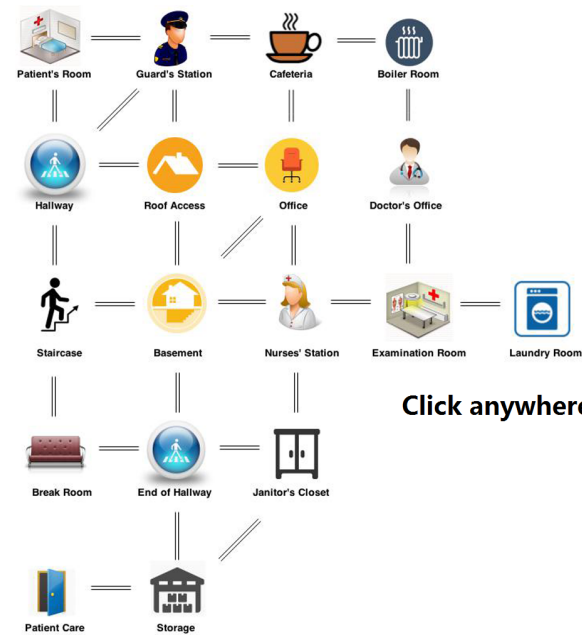 Patient's Room
Guard's Station
Cafeteria
Boiler Room
Hallway
Roof Access
Office
Doctor's Office
Staircase
Basement
Nurses' Station
Examination Room
Laundry Room
Click anywhere
Break Room
End of Hallway
Janitor's Closet
Patient Care
Storage